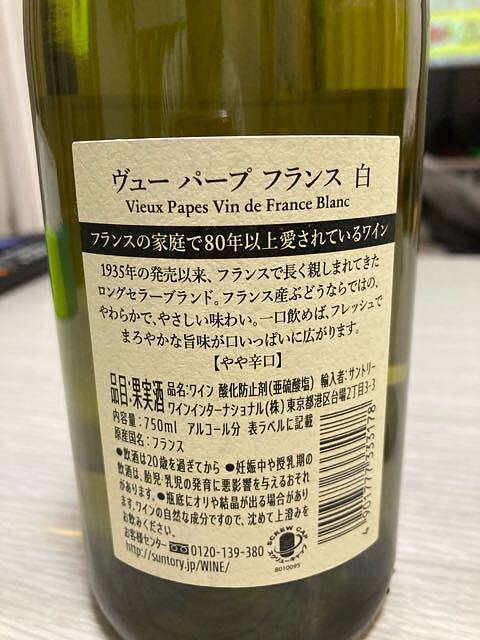 ヴュー パープ フランス 白
Vieux Papes Vin de France Blanc
フランスの家庭で80年以上愛されているワイン
1935年の発売以来、フランスで長く親しまれてきた
ロングセラーブランド。フランス産ぶどうならではの、
やわらかで、やさしい味わい。一口飲めば、フレッシュで
まろやかな旨味が口いっぱいに広がります。
【やや辛口】
品目:果実酒 品名:ワイン 酸化防止剤(亜硫酸塩) 輸入者:サントリー
ワインインターナショナル(株) 東京都港区台場2丁目3-3
内容量:750ml アルコール分 表ラベルに記載
原産国名:フランス
●飲酒は20歳を過ぎてから ●妊娠中や授乳期の
飲酒は、胎児・乳児の発育に悪影響を与えるおそれ
があります。●瓶底にオリや結晶が出る場合があり
ます。ワインの自然な成分ですので、沈めて上澄みを
お飲みください。
お客様センター 0120-139-380
http://suntory.jp/WINE/
4 901777 333178
SCREW CAP
スクリューキャップ
8010095